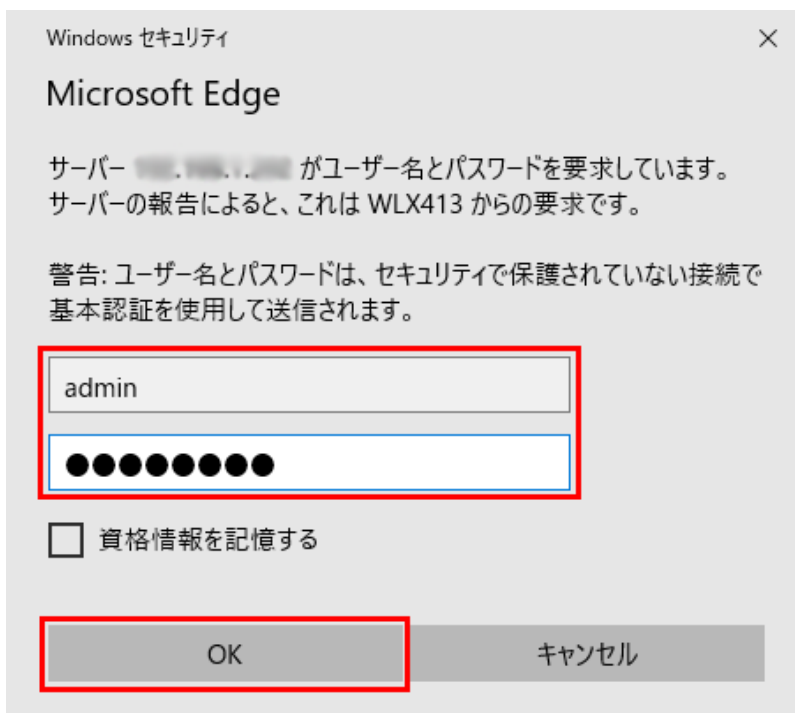 Windows セキュリティ
Microsoft Edge
サーバー がユーザー名とパスワードを要求しています。
サーバーの報告によると、これは WLX413 からの要求です。
警告: ユーザー名とパスワードは、セキュリティで保護されていない接続で
基本認証を使用して送信されます。
admin
●●●●●●●●
資格情報を記憶する
OK
キャンセル